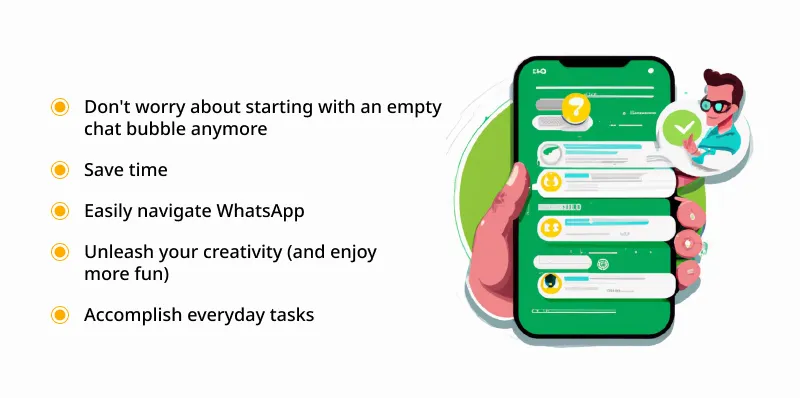 Don't worry about starting with an empty
chat bubble anymore
Save time
Easily navigate WhatsApp
Unleash your creativity (and enjoy
more fun)
Accomplish everyday tasks